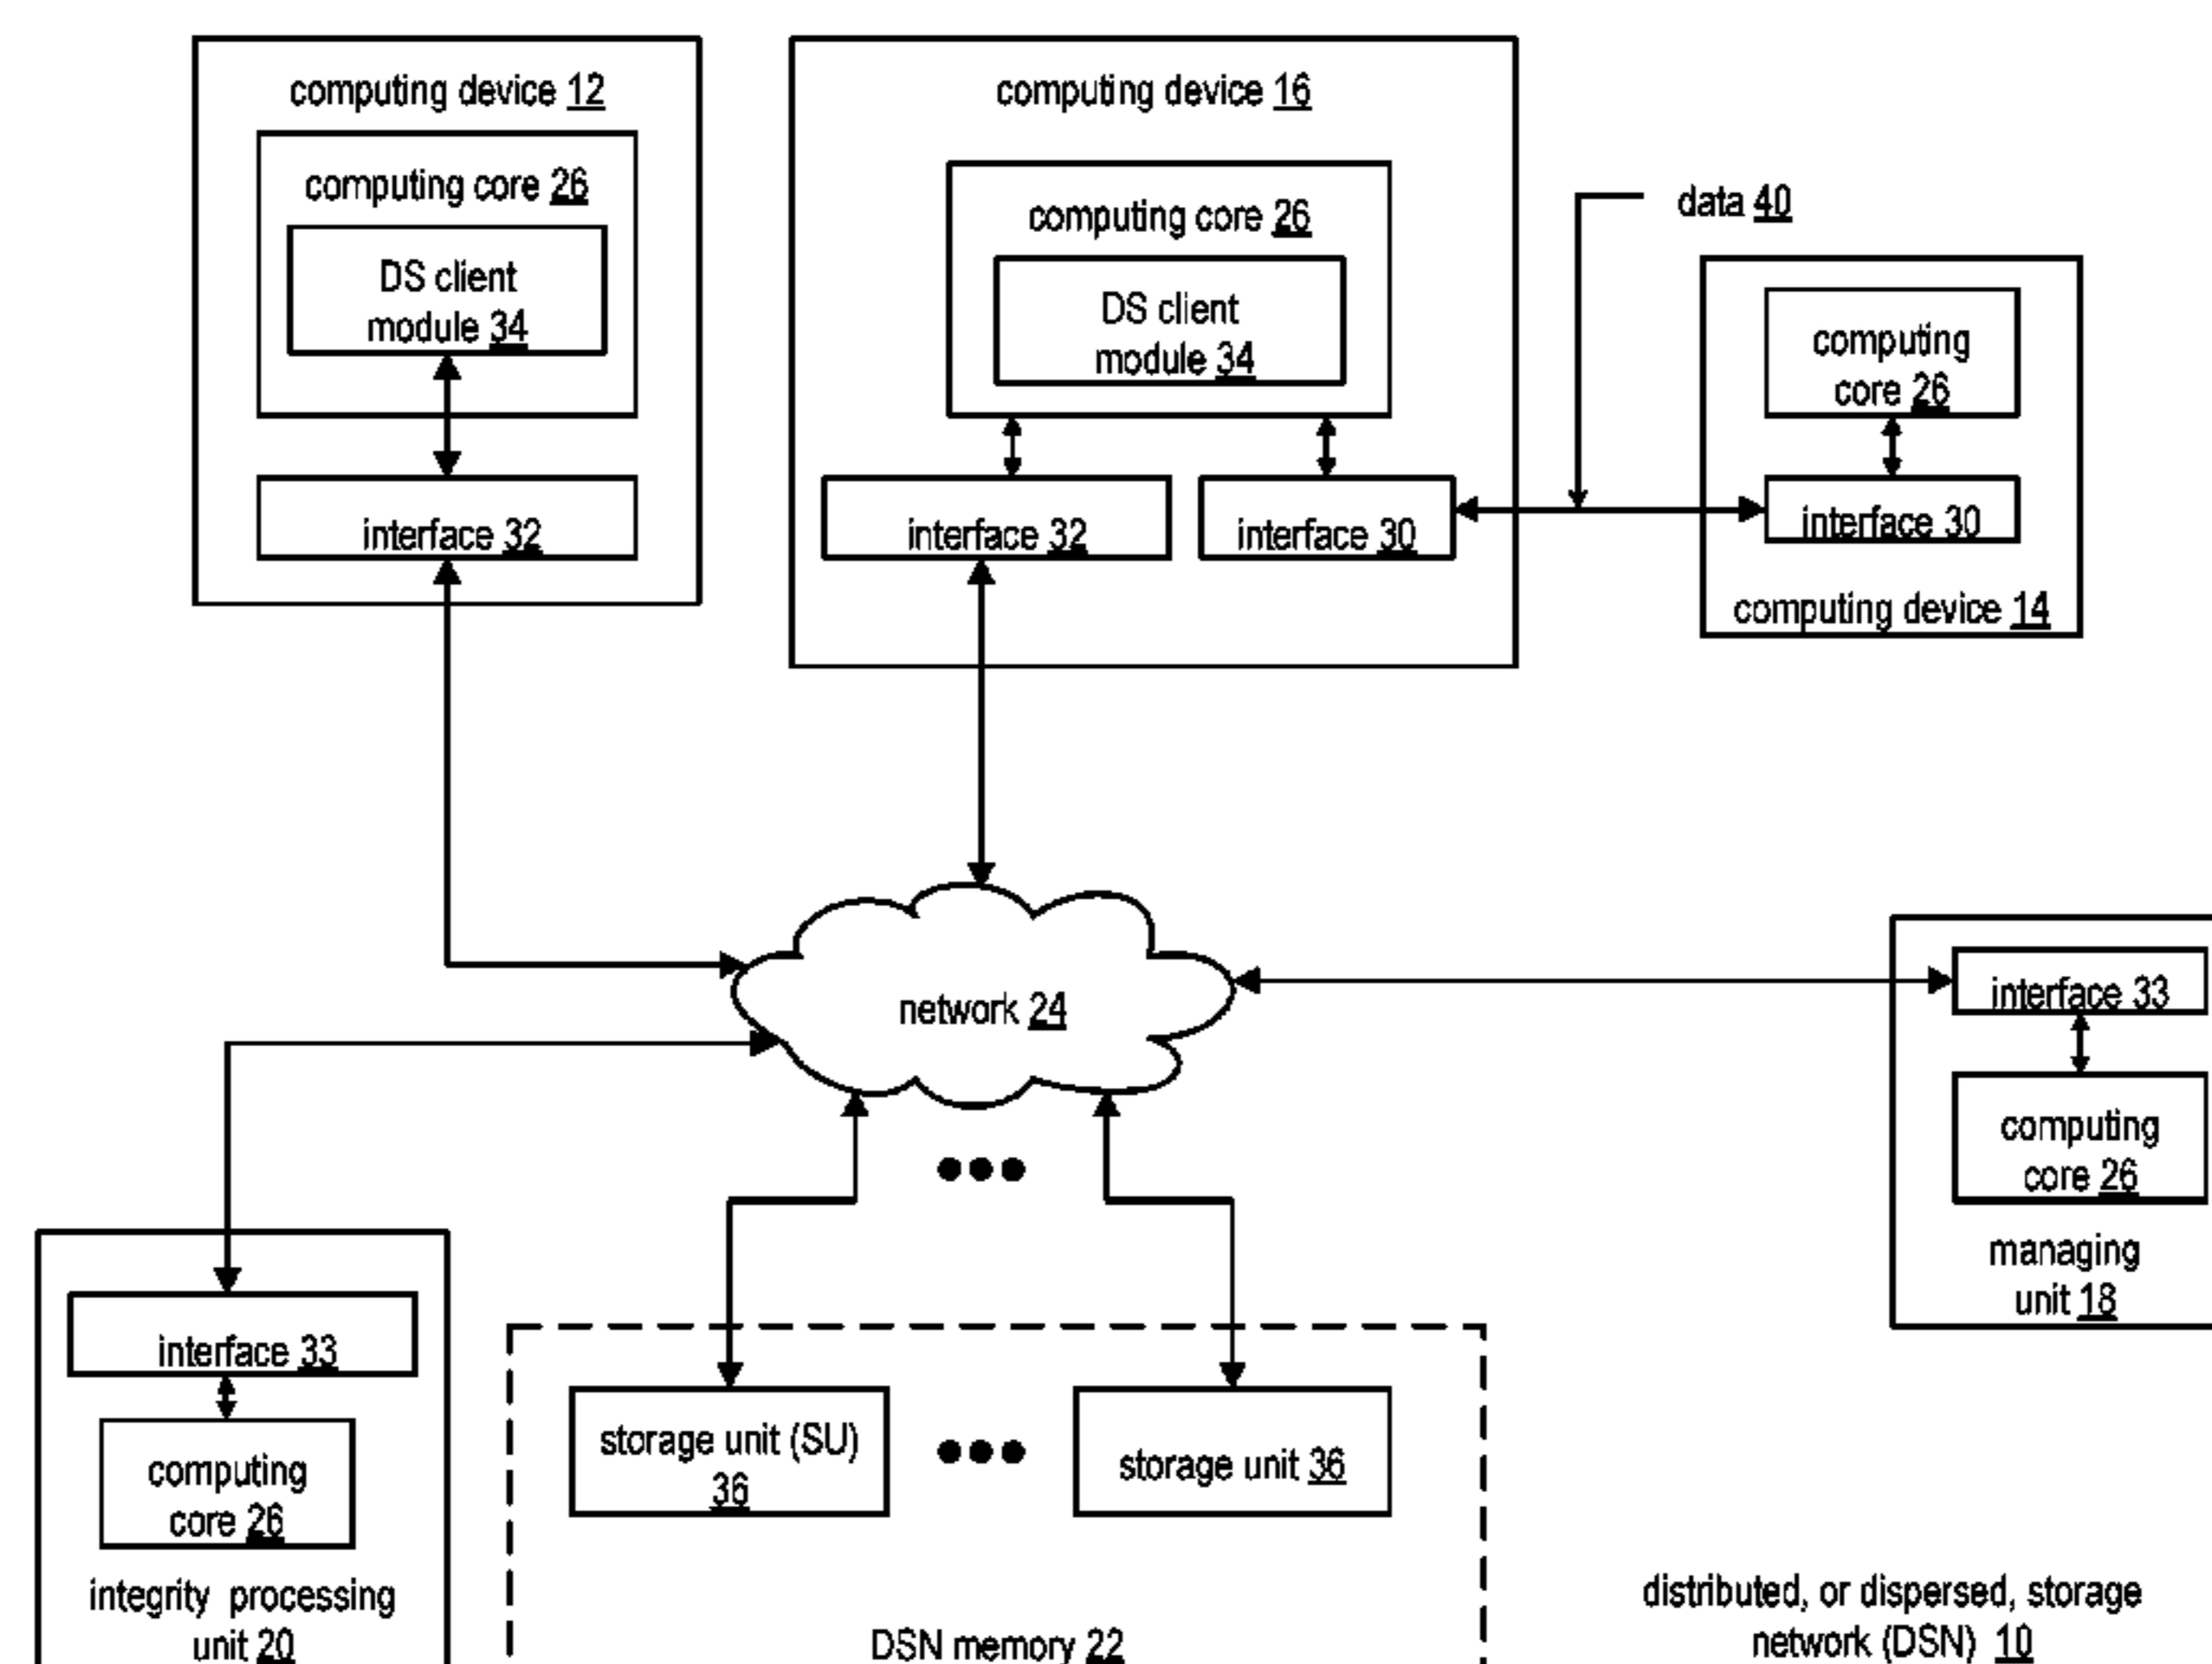 computing device 12
computing core 26
DS client
module 34
interface 32
computing device 16
computing core 26
DS client
module 34
interface 32
interface 30
data 40
computing
core 26
interface 30
computing device 14
network 24
interface 33
computing
core 26
managing
unit 18
interface 33
computing
core 26
integrity processing
unit 20
storage unit (SU)
36
storage unit 36
DSN memory 22
distributed, or dispersed, storage
network (DSN) 10